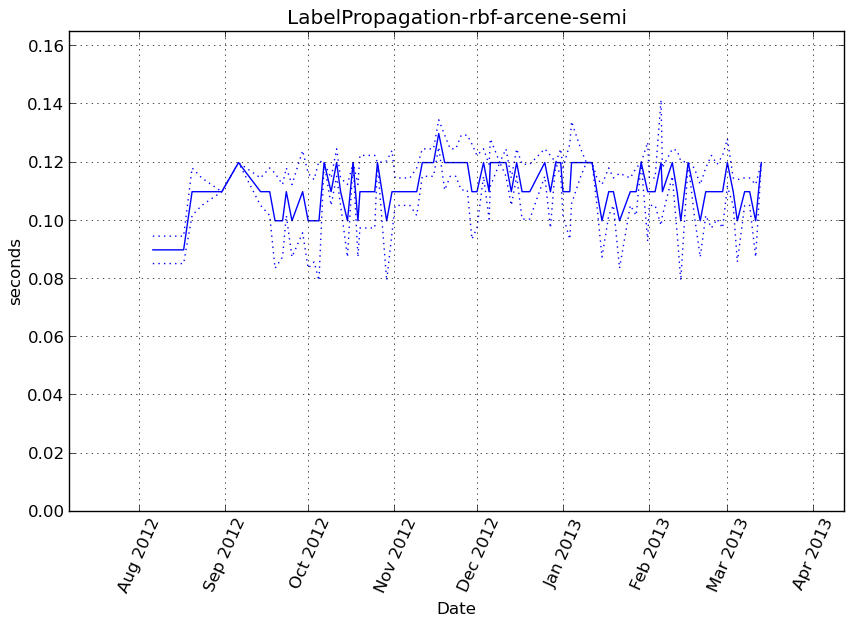 LabelPropagation-rbf-arcene-semi
0.16
0.14
0.12
0.10
0.08
0.06
0.04
0.02
0.00
seconds
Aug 2012
Sep 2012
Oct 2012
Nov 2012
Dec 2012
Jan 2013
Feb 2013
Mar 2013
Apr 2013
Date